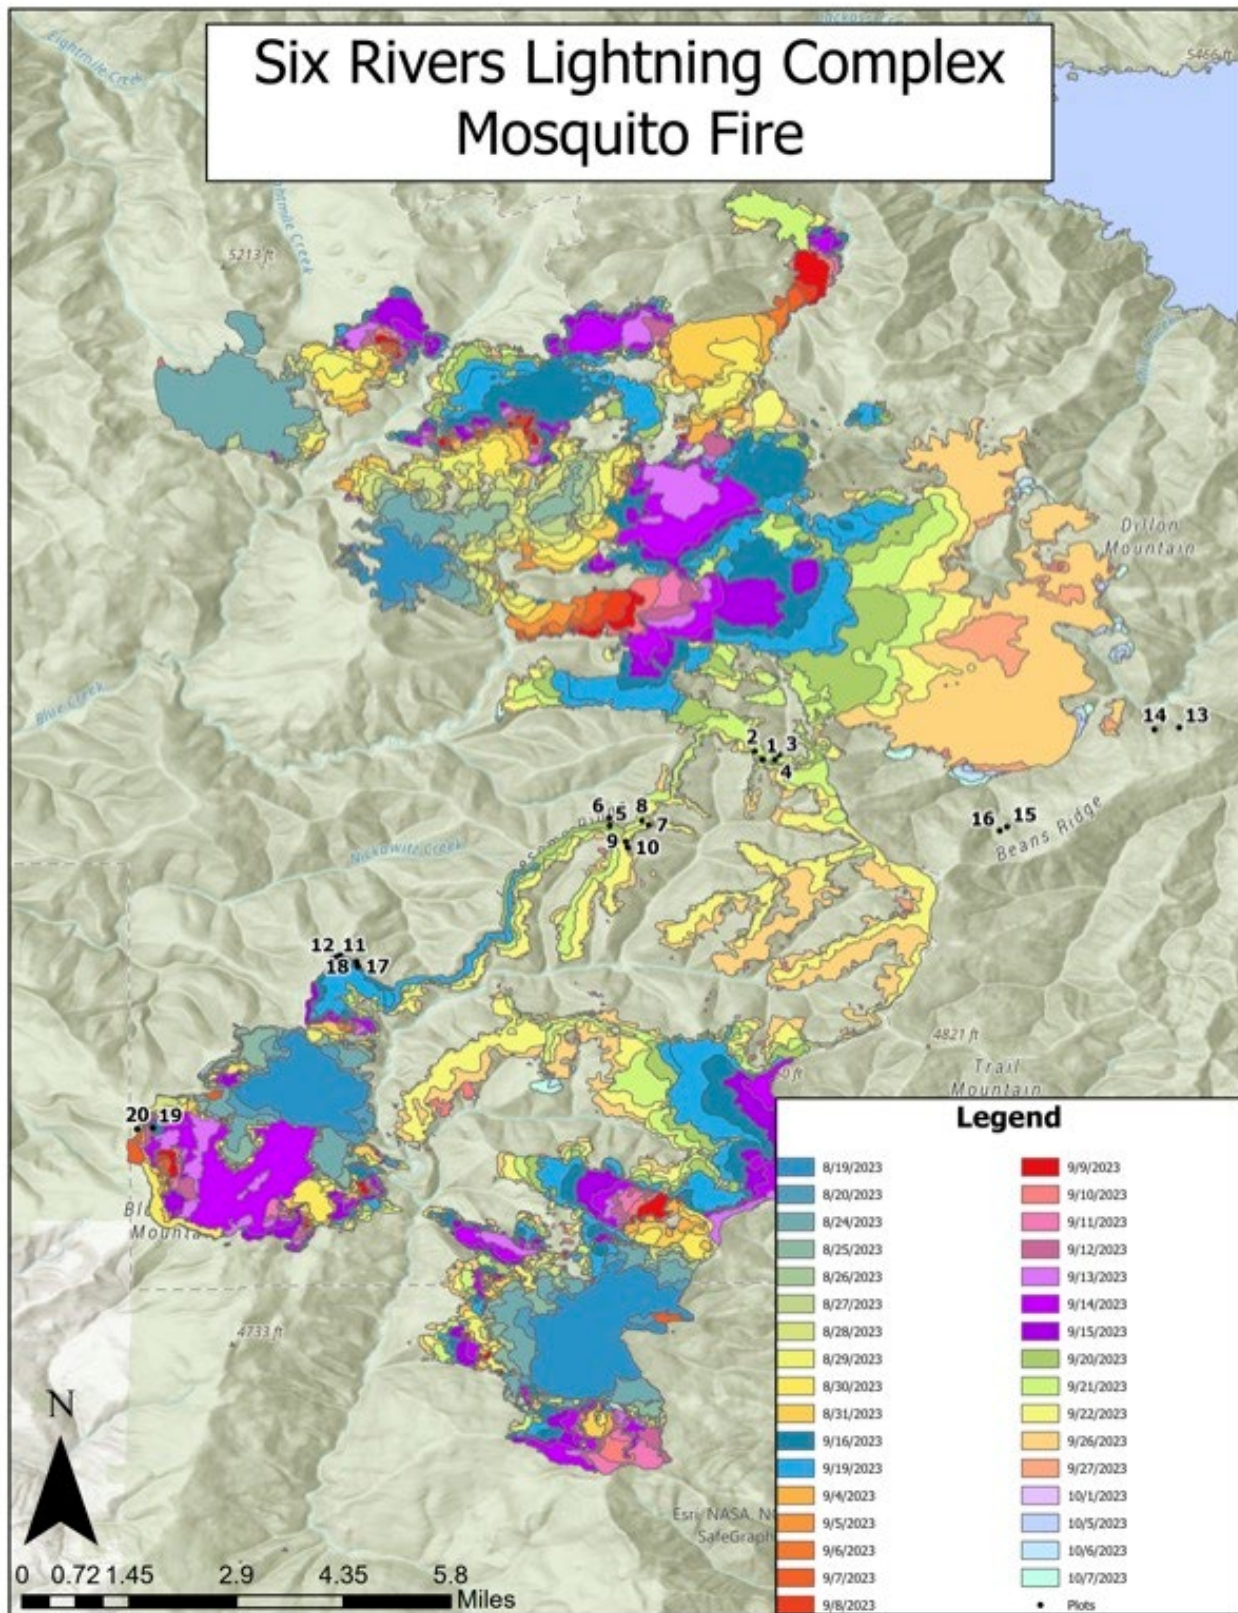 5466 ft
Six Rivers Lightning Complex
Mosquito Fire
Eightmile Creek
5213 ft
Dillon
Mountain
Blue Creek
14 13
2 1 3
4
6 5 8 7
9 10
16 15
Beans Ridge
Nickowitz Creek
12 11
18 17
4821 ft
Trail
Mountain
20 19
Mountain
4733 ft
N
Esri, NASA,
SafeGraph
0 0.72 1.45 2.9 4.35 5.8
Miles
Legend
8/19/2023
8/20/2023
8/24/2023
8/25/2023
8/26/2023
8/27/2023
8/28/2023
8/29/2023
8/30/2023
8/31/2023
9/16/2023
9/19/2023
9/4/2023
9/5/2023
9/6/2023
9/7/2023
9/8/2023
9/9/2023
9/10/2023
9/11/2023
9/12/2023
9/13/2023
9/14/2023
9/15/2023
9/20/2023
9/21/2023
9/22/2023
9/26/2023
9/27/2023
10/1/2023
10/5/2023
10/6/2023
10/7/2023
Plots